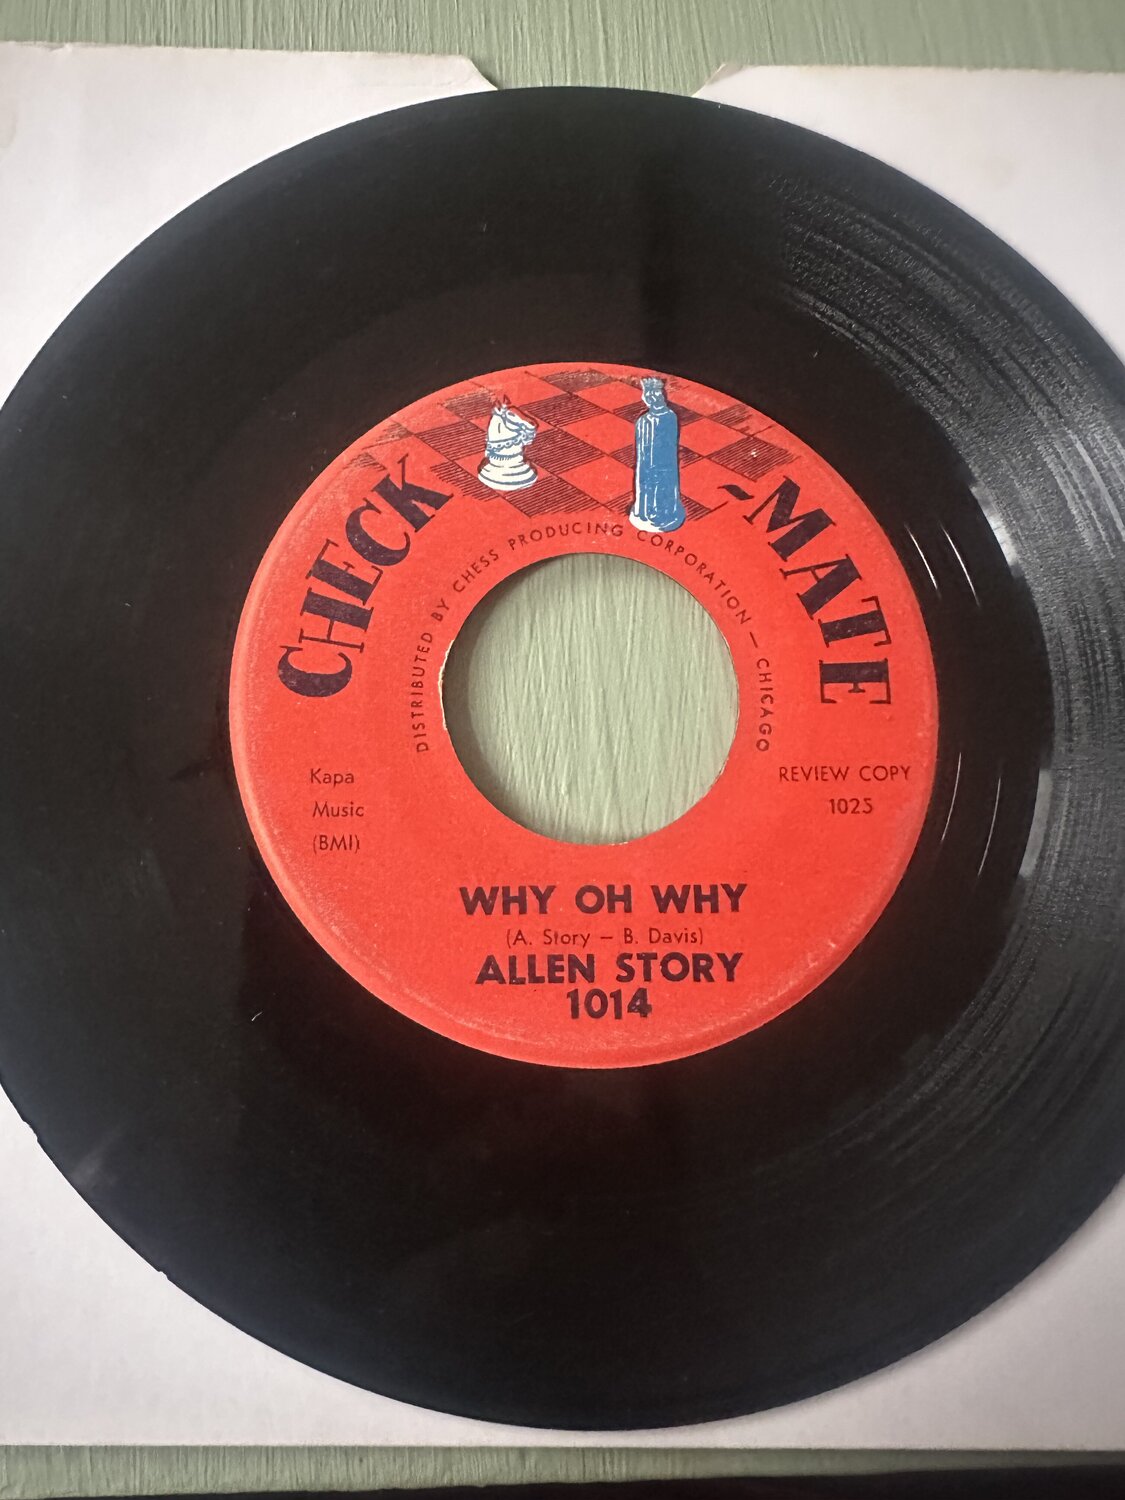 CHECK-MATE
DISTRIBUTED BY CHESS PRODUCING CORPORATION — CHICAGO
Kapa
Music
(BMI)
REVIEW COPY
1025
WHY OH WHY
(A. Story — B. Davis)
ALLEN STORY
1014